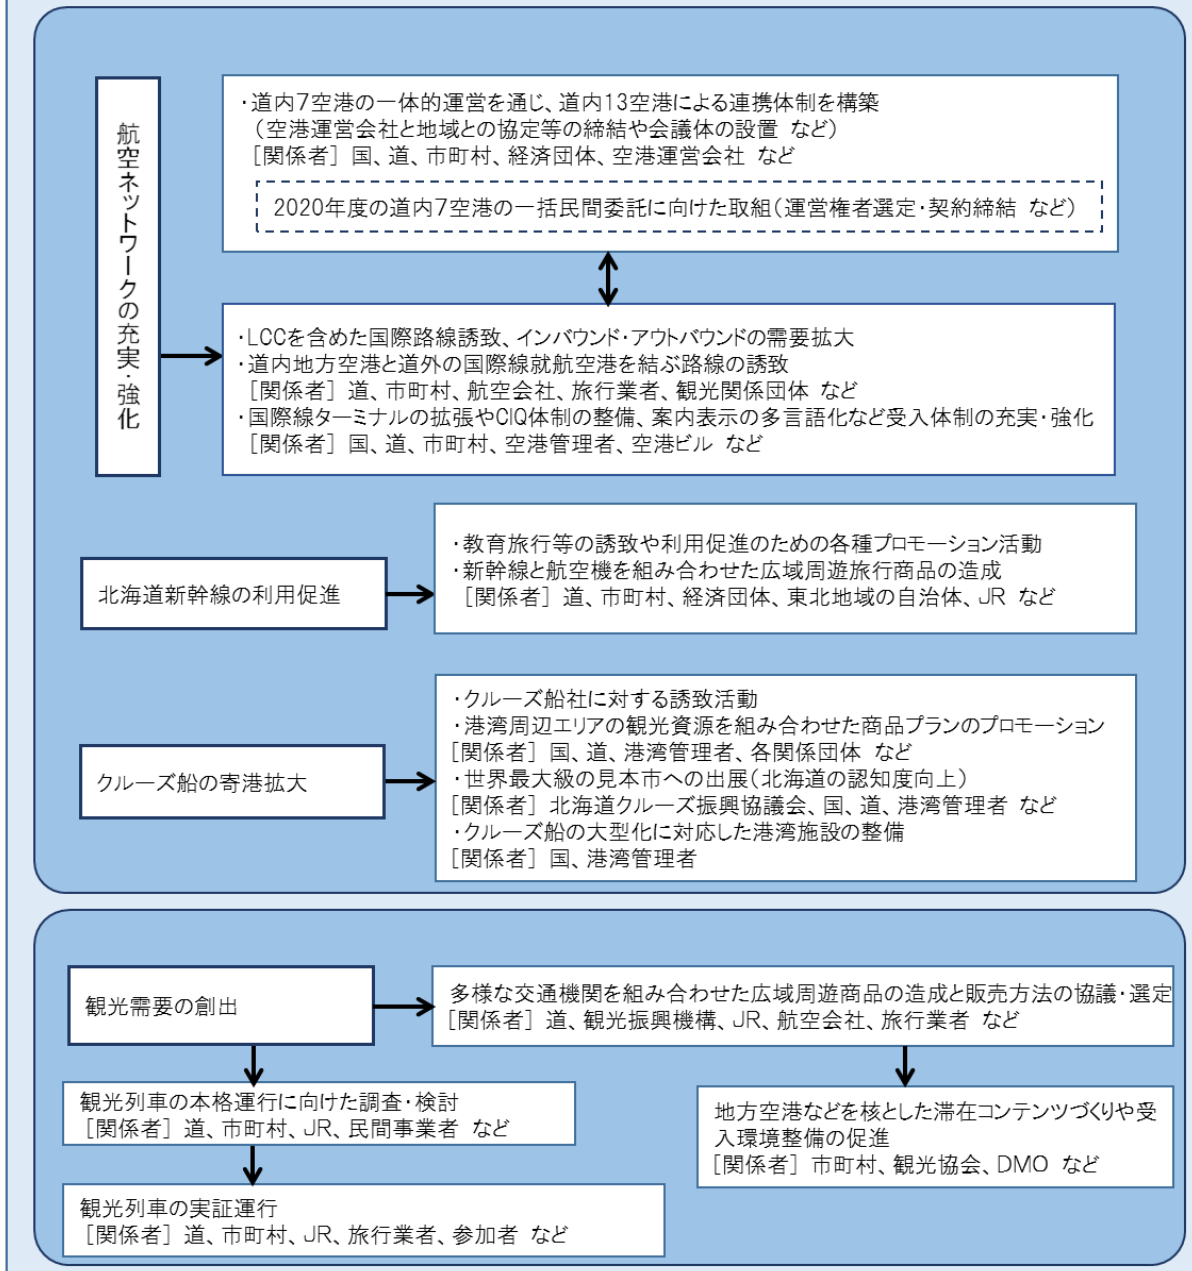 航空ネットワークの充実・強化
・道内7空港の一体的運営を通じ、道内13空港による連携体制を構築
（空港運営会社と地域との協定等の締結や会議体の設置 など）
［関係者］国、道、市町村、経済団体、空港運営会社 など
2020年度の道内7空港の一括民間委託に向けた取組（運営権者選定・契約締結 など）
・LCCを含めた国際路線誘致、インバウンド・アウトバウンドの需要拡大
・道内地方空港と道外の国際線就航空港を結ぶ路線の誘致
［関係者］道、市町村、航空会社、旅行業者、観光関係団体 など
・国際線ターミナルの拡張やCIQ体制の整備、案内表示の多言語化など受入体制の充実・強化
［関係者］国、道、市町村、空港管理者、空港ビル など
北海道新幹線の利用促進
・教育旅行等の誘致や利用促進のための各種プロモーション活動
・新幹線と航空機を組み合わせた広域周遊旅行商品の造成
［関係者］道、市町村、経済団体、東北地域の自治体、JR など
クルーズ船の寄港拡大
・クルーズ船社に対する誘致活動
・港湾周辺エリアの観光資源を組み合わせた商品プランのプロモーション
［関係者］国、道、港湾管理者、各関係団体 など
・世界最大級の見本市への出展（北海道の認知度向上）
［関係者］北海道クルーズ振興協議会、国、道、港湾管理者 など
・クルーズ船の大型化に対応した港湾施設の整備
［関係者］国、港湾管理者
観光需要の創出
多様な交通機関を組み合わせた広域周遊商品の造成と販売方法の協議・選定
［関係者］道、観光振興機構、JR、航空会社、旅行業者 など
観光列車の本格運行に向けた調査・検討
［関係者］道、市町村、JR、民間事業者 など
地方空港などを核とした滞在コンテンツづくりや受
入環境整備の促進
［関係者］市町村、観光協会、DMO など
観光列車の実証運行
［関係者］道、市町村、JR、旅行業者、参加者 など